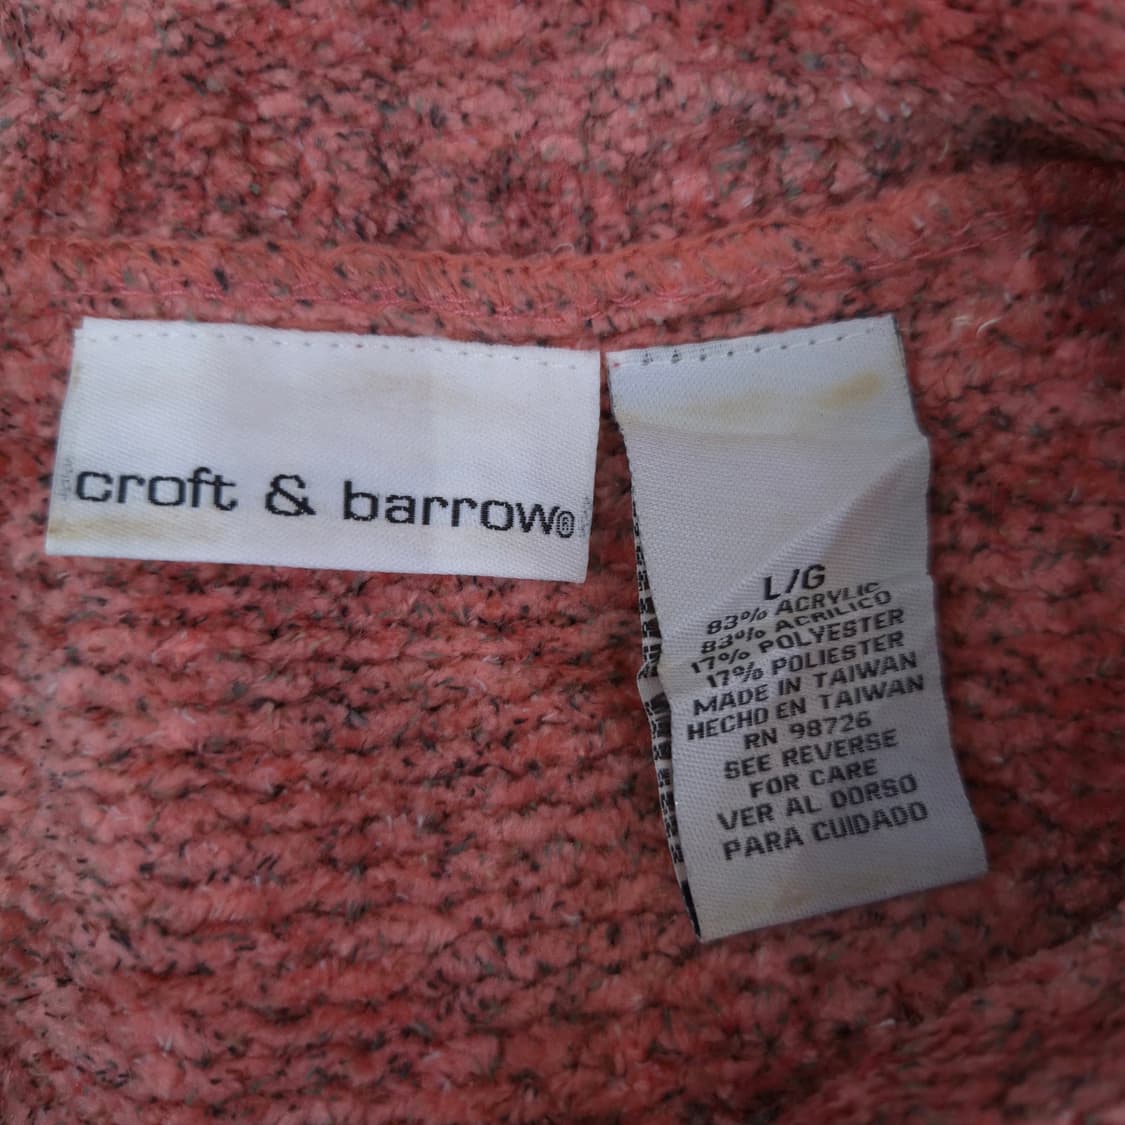 croft & barrow®
L/G
83% ACRYLIC
83% ACRILICO
17% POLYESTER
17% POLIESTER
MADE IN TAIWAN
HECHO EN TAIWAN
RN 98726
SEE REVERSE
FOR CARE
VER AL DORSO
PARA CUIDADO